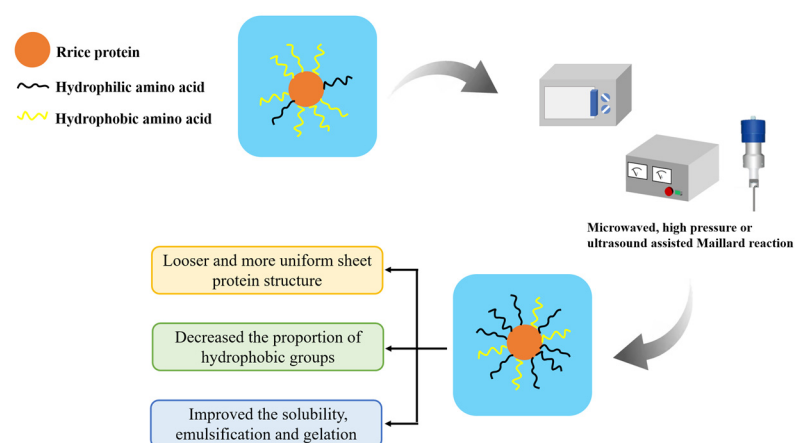 Rrice protein
Hydrophilic amino acid
Hydrophobic amino acid
Microwaved, high pressure or
ultrasound assisted Maillard reaction
Looser and more uniform sheet
protein structure
Decreased the proportion of
hydrophobic groups
Improved the solubility,
emulsification and gelation